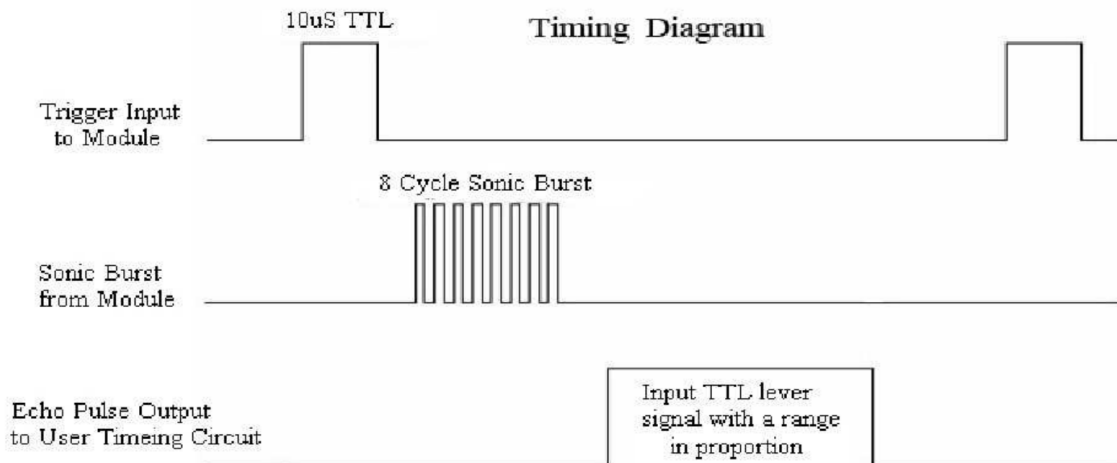 10uS TTL
Timing Diagram
Trigger Input
to Module
8 Cycle Sonic Burst
Sonic Burst
from Module
Echo Pulse Output
to User Timeing Circuit
Input TTL lever
signal with a range
in proportion